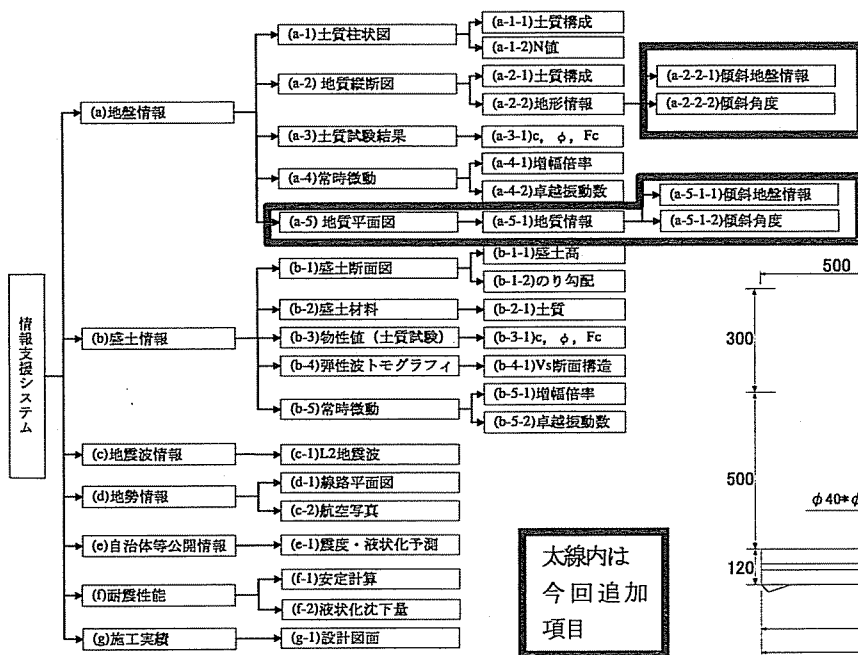 情報支援システム
(a)地盤情報
(a-1)土質柱状図
(a-1-1)土質構成
(a-1-2)N値
(a-2) 地質縦断図
(a-2-1)土質構成
(a-2-2)地形情報
(a-2-2-1)傾斜地盤情報
(a-2-2-2)傾斜角度
(a-3)土質試験結果
(a-3-1)c, φ, Fc
(a-4)常時微動
(a-4-1)増幅倍率
(a-4-2)卓越振動数
(a-5) 地質平面図
(a-5-1)地質情報
(a-5-1-1)傾斜地盤情報
(a-5-1-2)傾斜角度
(b)盛土情報
(b-1)盛土断面図
(b-1-1)盛土高
(b-1-2)のり勾配
(b-2)盛土材料
(b-2-1)土質
(b-3)物性値（土質試験）
(b-3-1)c, φ, Fc
(b-4)弾性波トモグラフィ
(b-4-1)Vs断面構造
(b-5)常時微動
(b-5-1)増幅倍率
(b-5-2)卓越振動数
(c)地震波情報
(c-1)L2地震波
(d)地勢情報
(d-1)線路平面図
(c-2)航空写真
(e)自治体等公開情報
(e-1)震度・液状化予測
(f)耐震性能
(f-1)安定計算
(f-2)液状化沈下量
(g)施工実績
(g-1)設計図面
太線内は
今回追加
項目
500
300
500
φ40*φ
120